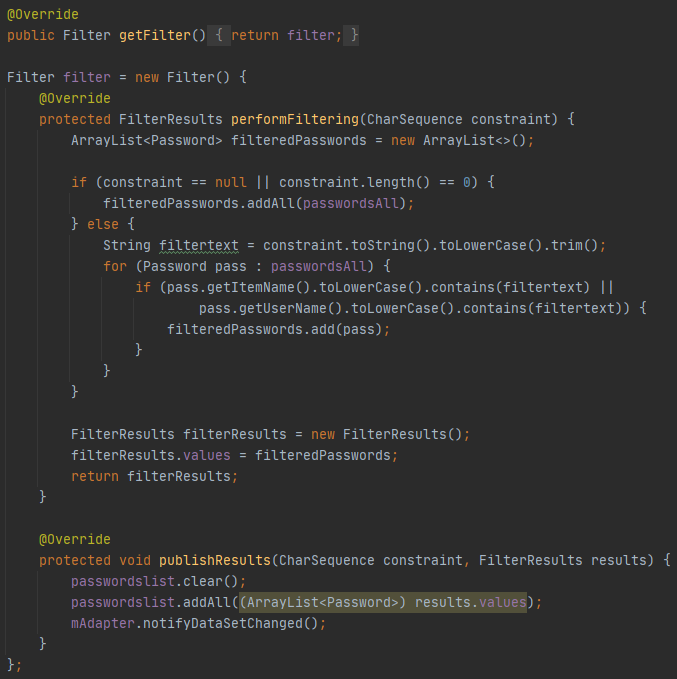 @Override
public Filter getFilter() { return filter; }
Filter filter = new Filter() {
@Override
protected FilterResults performFiltering(CharSequence constraint) {
ArrayList<Password> filteredPasswords = new ArrayList<>();
if (constraint == null || constraint.length() == 0) {
filteredPasswords.addAll(passwordsAll);
} else {
String filtertext = constraint.toString().toLowerCase().trim();
for (Password pass : passwordsAll) {
if (pass.getItemName().toLowerCase().contains(filtertext) ||
pass.getUserName().toLowerCase().contains(filtertext)) {
filteredPasswords.add(pass);
}
}
}
FilterResults filterResults = new FilterResults();
filterResults.values = filteredPasswords;
return filterResults;
}
@Override
protected void publishResults(CharSequence constraint, FilterResults results) {
passwordslist.clear();
passwordslist.addAll((ArrayList<Password>) results.values);
mAdapter.notifyDataSetChanged();
}
};